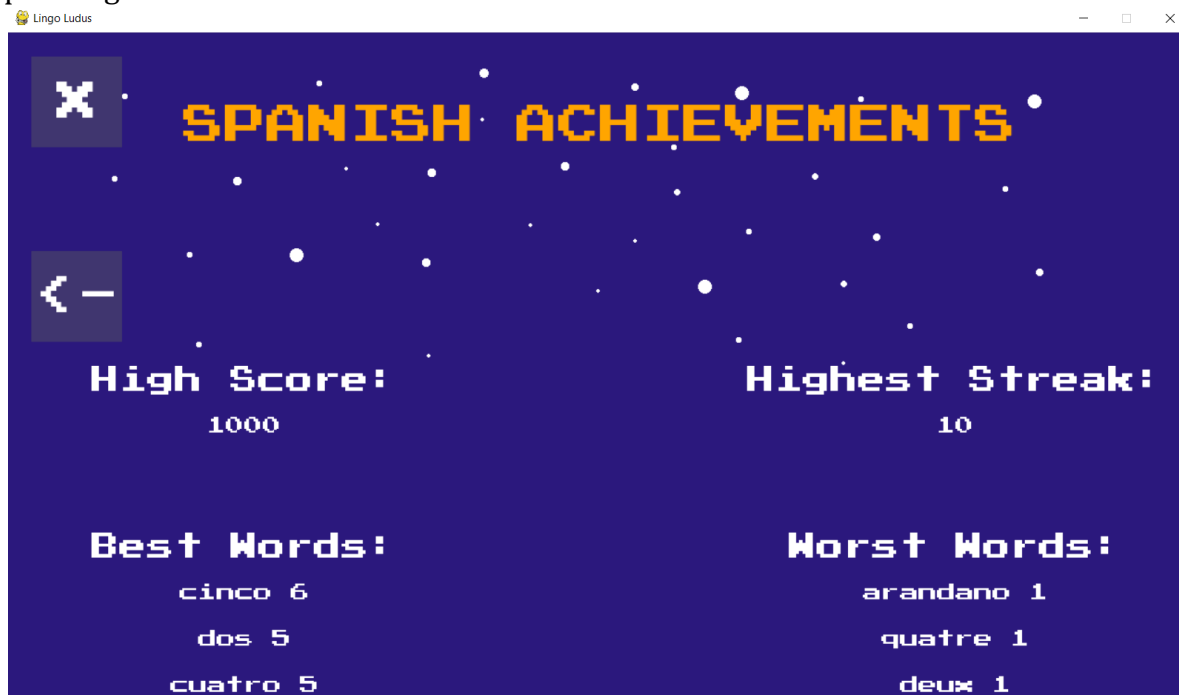 Lingo Ludus
X
SPANISH ACHIEVEMENTS
<-
High Score:
1000
Highest Streak:
10
Best Words:
cinco 6
dos 5
cuatro 5
Worst Words:
arandano 1
quatre 1
deux 1